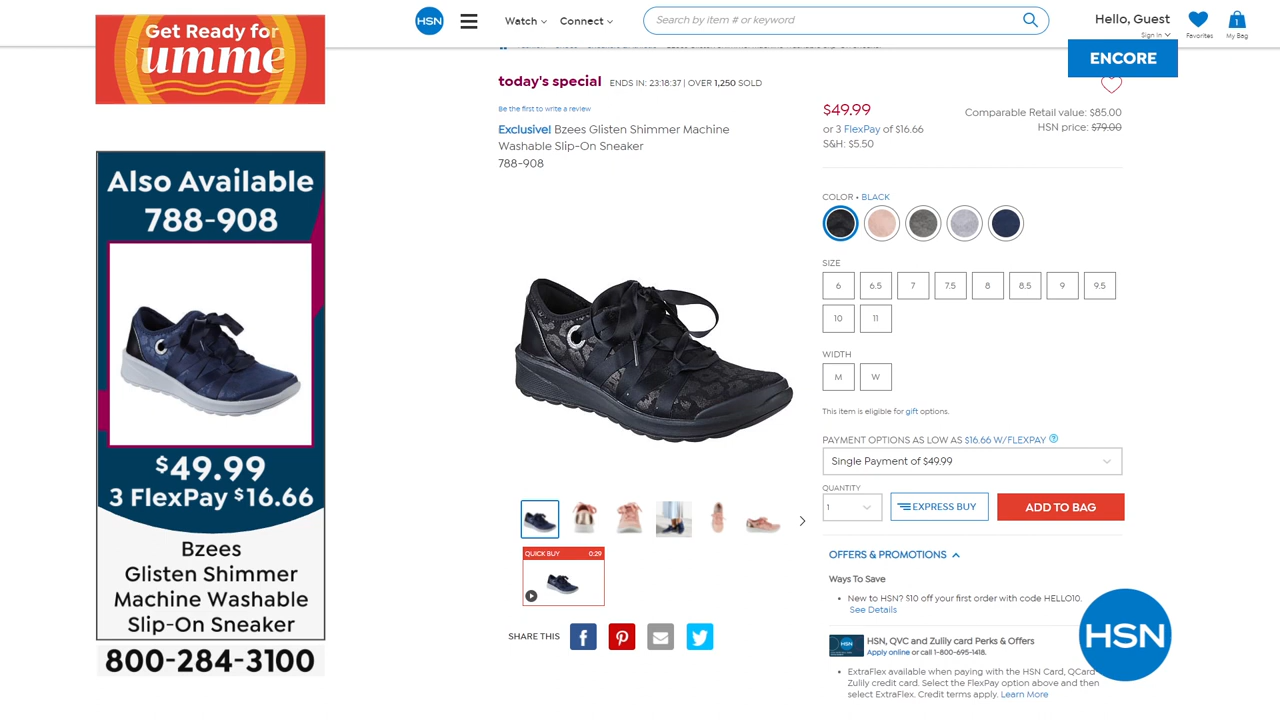 Get Ready for
umme
Also Available
788-908
$49.99
3 FlexPay $16.66
Bzees
Glisten Shimmer
Machine Washable
Slip-On Sneaker
800-284-3100
HSN
Watch
Connect
Search by item # or keyword
Hello, Guest
Sign in
Favorites
1
My Bag
ENCORE
today's special ENDS IN: 23:18:37 | OVER 1,250 SOLD
Be the first to write a review
Exclusive! Bzees Glisten Shimmer Machine
Washable Slip-On Sneaker
788-908
$49.99
or 3 FlexPay of $16.66
S&H: $5.50
Comparable Retail value: $85.00
HSN price: $79.00
COLOR • BLACK
SIZE
6 6.5 7 7.5 8 8.5 9 9.5
10 11
WIDTH
M W
This item is eligible for gift options.
PAYMENT OPTIONS AS LOW AS $16.66 W/FLEXPAY
Single Payment of $49.99
QUANTITY
1
EXPRESS BUY
ADD TO BAG
QUICK BUY 0:29
SHARE THIS
OFFERS & PROMOTIONS
Ways To Save
• New to HSN? $10 off your first order with code HELLO10.
See Details
HSN, QVC and Zulily card Perks & Offers
Apply online or call 1-800-695-1418.
• ExtraFlex available when paying with the HSN Card, QCard
Zulily credit card. Select the FlexPay option above and then
select ExtraFlex. Credit terms apply. Learn More
HSN